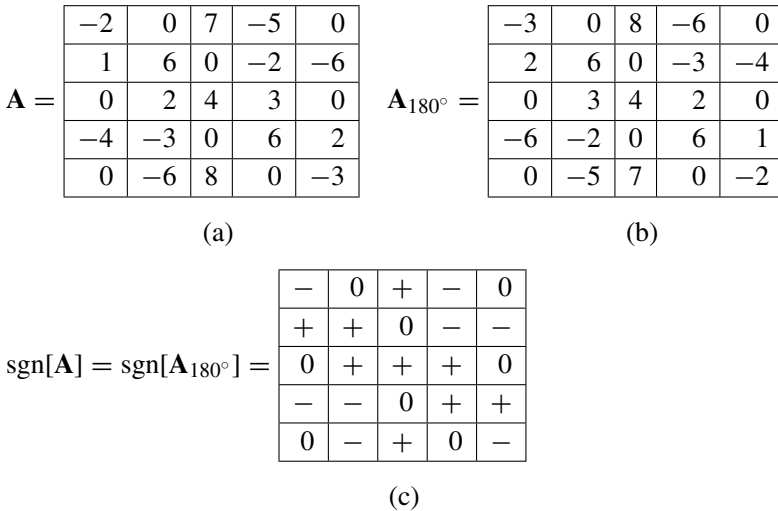 A =
−2 0 7 −5 0
1 6 0 −2 −6
0 2 4 3 0
−4 −3 0 6 2
0 −6 8 0 −3
(a)
A₁₈₀° =
−3 0 8 −6 0
2 6 0 −3 −4
0 3 4 2 0
−6 −2 0 6 1
0 −5 7 0 −2
(b)
sgn[A] = sgn[A₁₈₀°] =
− 0 + − 0
+ + 0 − −
0 + + + 0
− − 0 + +
0 − + 0 −
(c)